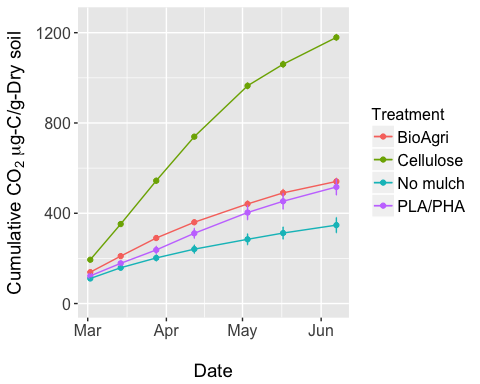 Cumulative CO₂ μg-C/g-Dry soil
1200
800
400
0
Mar Apr May Jun
Date
Treatment
BioAgri
Cellulose
No mulch
PLA/PHA